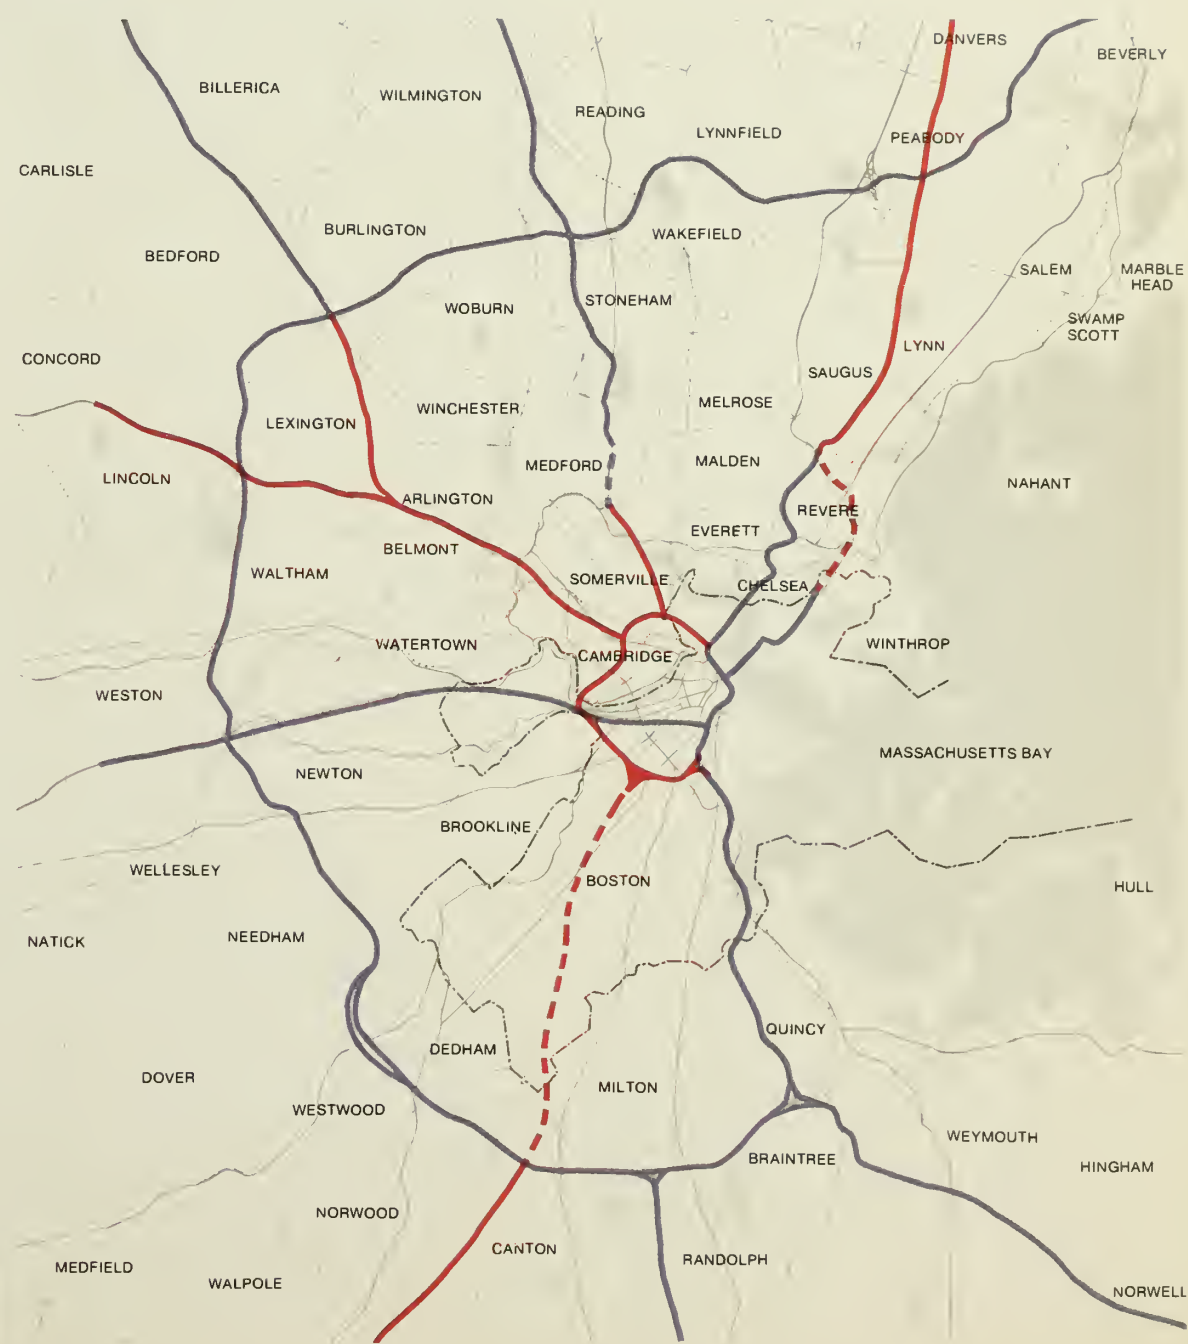 DANVERS
BEVERLY
BILLERICA
WILMINGTON
READING
LYNNFIELD
PEABODY
CARLISLE
BURLINGTON
WAKEFIELD
BEDFORD
SALEM
MARBLE
HEAD
STONEHAM
WOBURN
SWAMP
SCOTT
CONCORD
LYNN
SAUGUS
MELROSE
WINCHESTER
LEXINGTON
MEDFORD
MALDEN
LINCOLN
NAHANT
ARLINGTON
REVERE
EVERETT
BELMONT
WALTHAM
SOMERVILLE
CHELSEA
WATERTOWN
WINTHROP
CAMBRIDGE
WESTON
MASSACHUSETTS BAY
NEWTON
BROOKLINE
WELLESLEY
BOSTON
HULL
NATICK
NEEDHAM
QUINCY
DEDHAM
DOVER
MILTON
WESTWOOD
WEYMOUTH
BRAINTREE
HINGHAM
NORWOOD
CANTON
RANDOLPH
MEDFIELD
WALPOLE
NORWELL